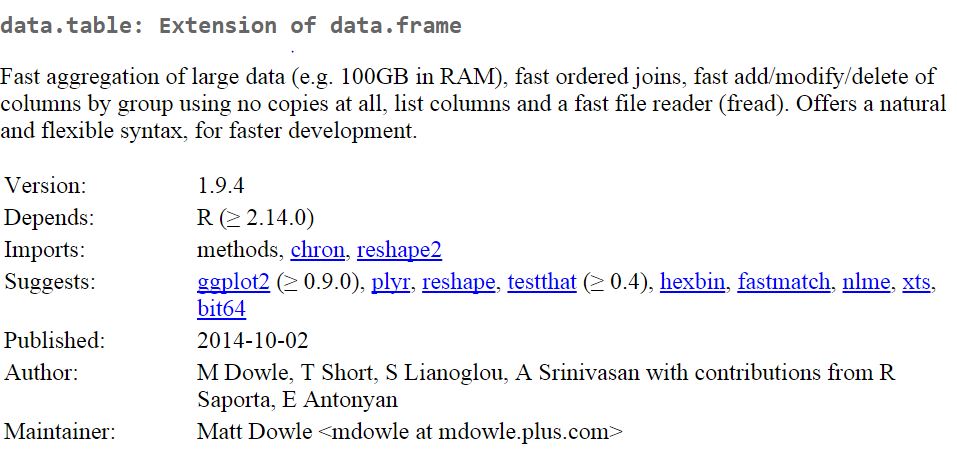 data.table: Extension of data.frame
Fast aggregation of large data (e.g. 100GB in RAM), fast ordered joins, fast add/modify/delete of
columns by group using no copies at all, list columns and a fast file reader (fread). Offers a natural
and flexible syntax, for faster development.
Version: 1.9.4
Depends: R (≥ 2.14.0)
Imports: methods, chron, reshape2
Suggests: ggplot2 (≥ 0.9.0), plyr, reshape, testthat (≥ 0.4), hexbin, fastmatch, nlme, xts,
bit64
Published: 2014-10-02
Author: M Dowle, T Short, S Lianoglou, A Srinivasan with contributions from R
Saporta, E Antonyan
Maintainer: Matt Dowle <mdowle at mdowle.plus.com>